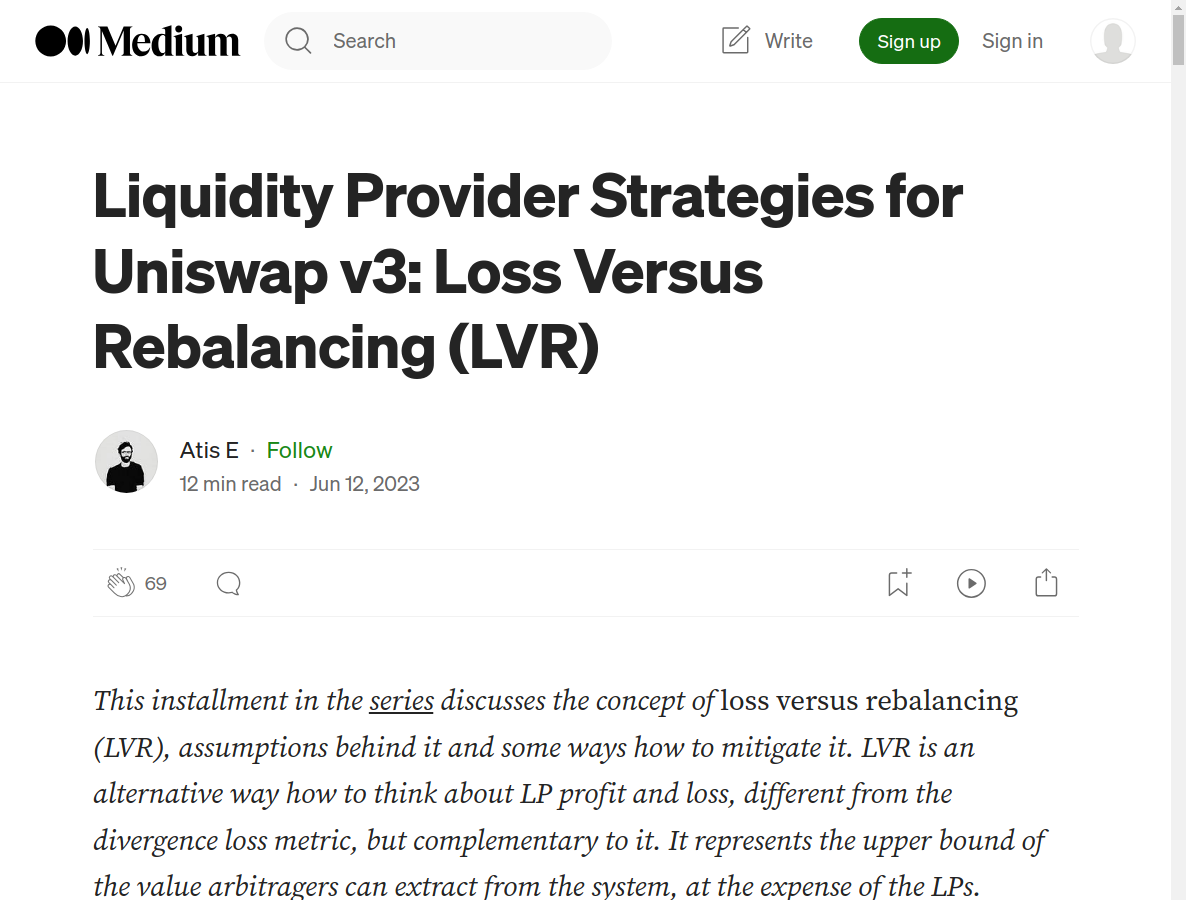 Medium
Search
Write
Sign up
Sign in
Liquidity Provider Strategies for
Uniswap v3: Loss Versus
Rebalancing (LVR)
Atis E · Follow
12 min read · Jun 12, 2023
69
This installment in the series discusses the concept of loss versus rebalancing
(LVR), assumptions behind it and some ways how to mitigate it. LVR is an
alternative way how to think about LP profit and loss, different from the
divergence loss metric, but complementary to it. It represents the upper bound of
the value arbitragers can extract from the system, at the expense of the LPs.